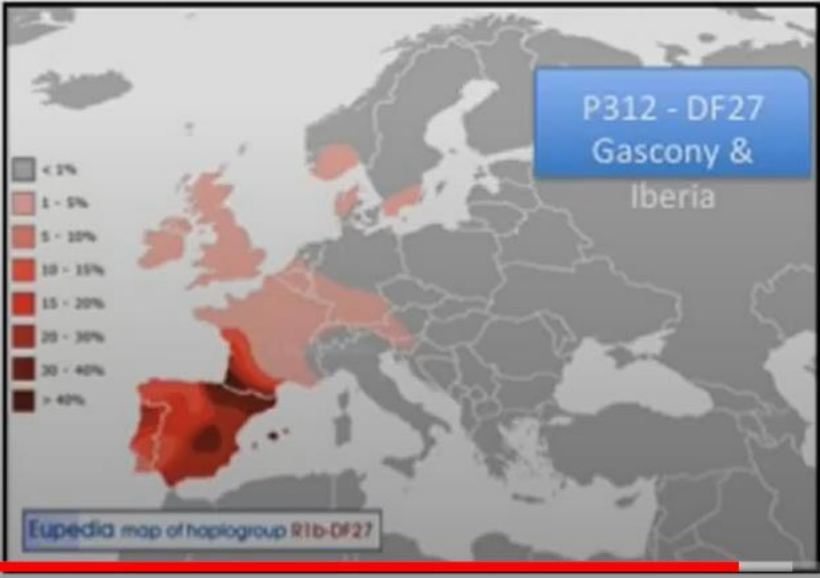 P312 - DF27
Gascony &
Iberia
< 1%
1 - 5%
5 - 10%
10 - 15%
15 - 20%
20 - 30%
30 - 40%
> 40%
Eupedia map of haplogroup R1b-DF27